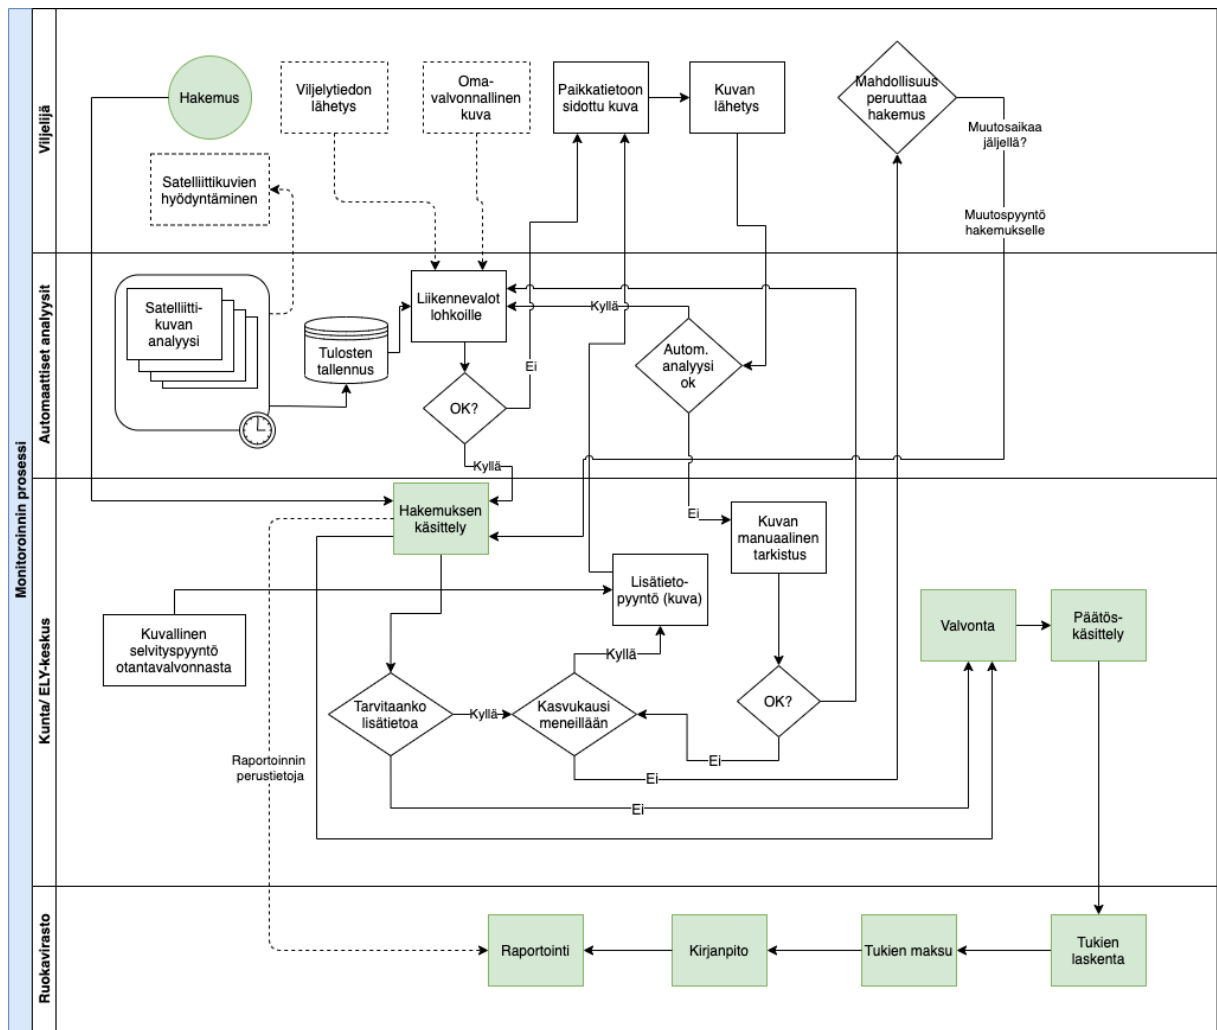 Monitoroinnin prosessi
Viljelijä
Hakemus
Viljelytiedon
lähetys
Oma-
valvonnallinen
kuva
Paikkatietoon
sidottu kuva
Kuvan
lähetys
Mahdollisuus
peruuttaa
hakemus
Muutosaikaa
jäljellä?
Satelliittikuvien
hyödyntäminen
Muutospyyntö
hakemukselle
Automaattiset analyysit
Satelliitti-
kuvan
analyysi
Tulosten
tallennus
Liikennevalot
lohkoille
Kyllä
Ei
Autom.
analyysi
ok
OK?
Kyllä
Kunta/ ELY-keskus
Hakemuksen
käsittely
Ei
Kuvan
manuaalinen
tarkistus
Lisätieto-
pyyntö (kuva)
Kuvallinen
selvityspyyntö
otantavalvonnasta
Valvonta
Päätös-
käsittely
Kyllä
Tarvitaanko
lisätietoa
Kyllä
Kasvukausi
meneillään
OK?
Ei
Raportoinnin
perustietoja
Ei
Ei
Ruokavirasto
Raportointi
Kirjanpito
Tukien maksu
Tukien
laskenta